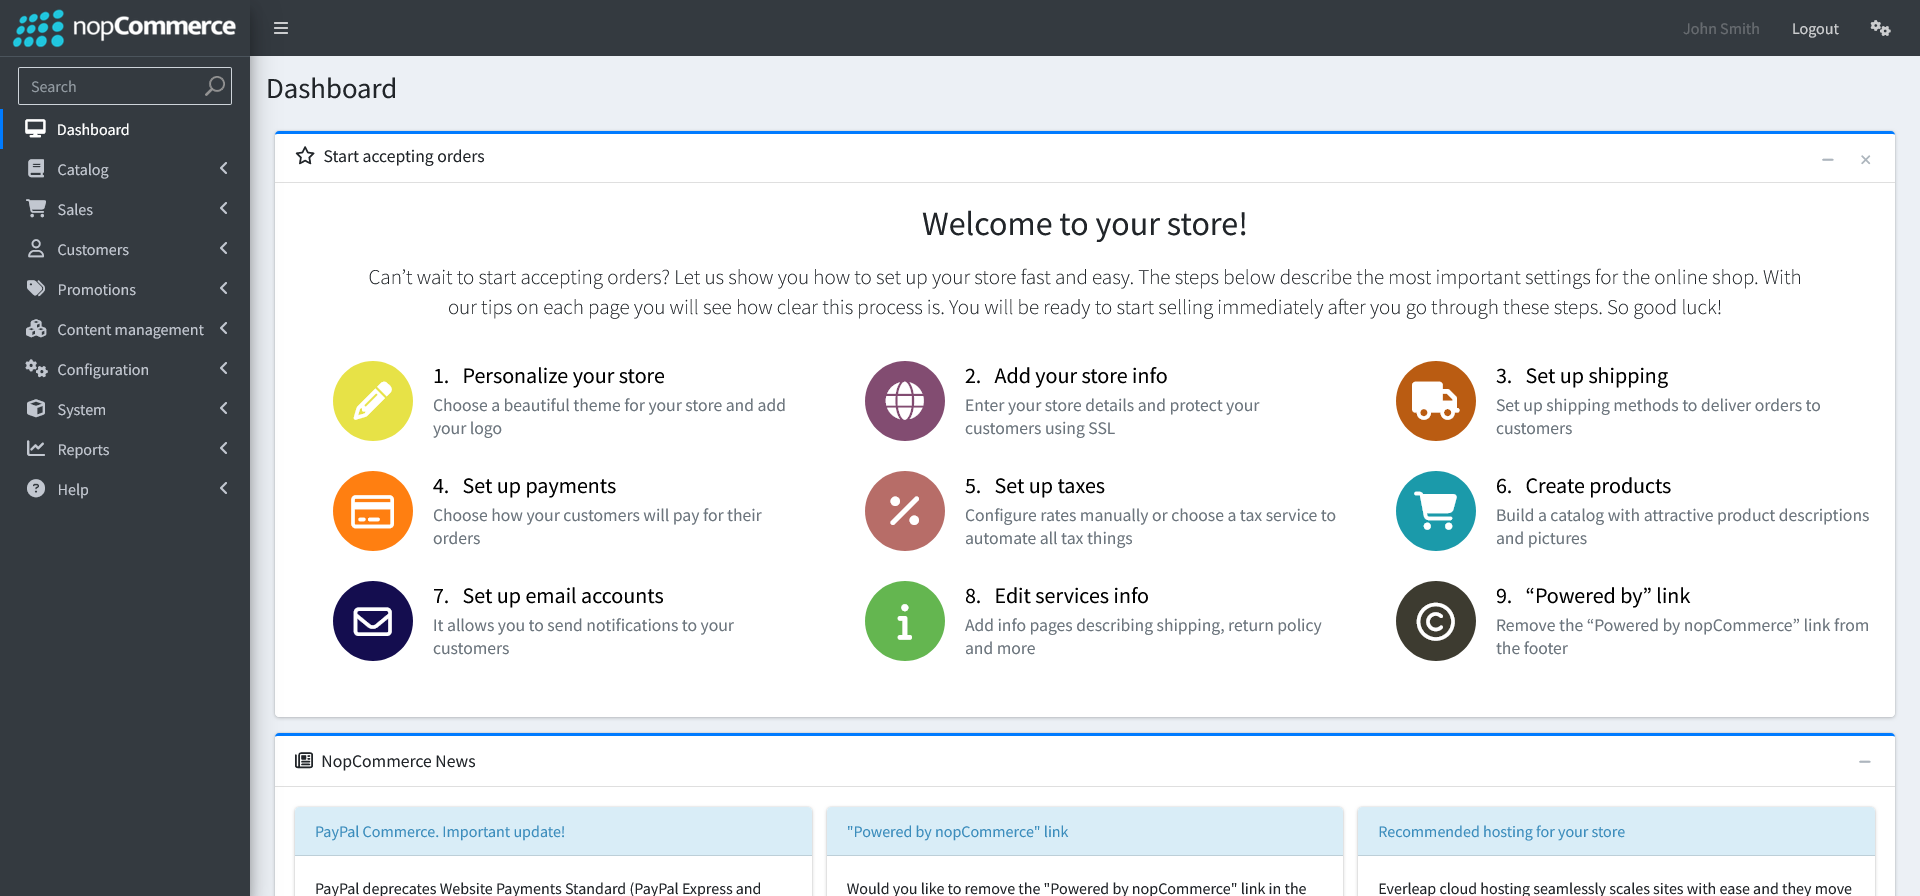 nopCommerce
John Smith
Logout
Search
Dashboard
Catalog
Sales
Customers
Promotions
Content management
Configuration
System
Reports
Help
Dashboard
Start accepting orders
Welcome to your store!
Can’t wait to start accepting orders? Let us show you how to set up your store fast and easy. The steps below describe the most important settings for the online shop. With
our tips on each page you will see how clear this process is. You will be ready to start selling immediately after you go through these steps. So good luck!
1. Personalize your store
Choose a beautiful theme for your store and add
your logo
2. Add your store info
Enter your store details and protect your
customers using SSL
3. Set up shipping
Set up shipping methods to deliver orders to
customers
4. Set up payments
Choose how your customers will pay for their
orders
5. Set up taxes
Configure rates manually or choose a tax service to
automate all tax things
6. Create products
Build a catalog with attractive product descriptions
and pictures
7. Set up email accounts
It allows you to send notifications to your
customers
8. Edit services info
Add info pages describing shipping, return policy
and more
9. “Powered by” link
Remove the “Powered by nopCommerce” link from
the footer
NopCommerce News
PayPal Commerce. Important update!
PayPal deprecates Website Payments Standard (PayPal Express and
"Powered by nopCommerce" link
Would you like to remove the "Powered by nopCommerce" link in the
Recommended hosting for your store
Everleap cloud hosting seamlessly scales sites with ease and they move